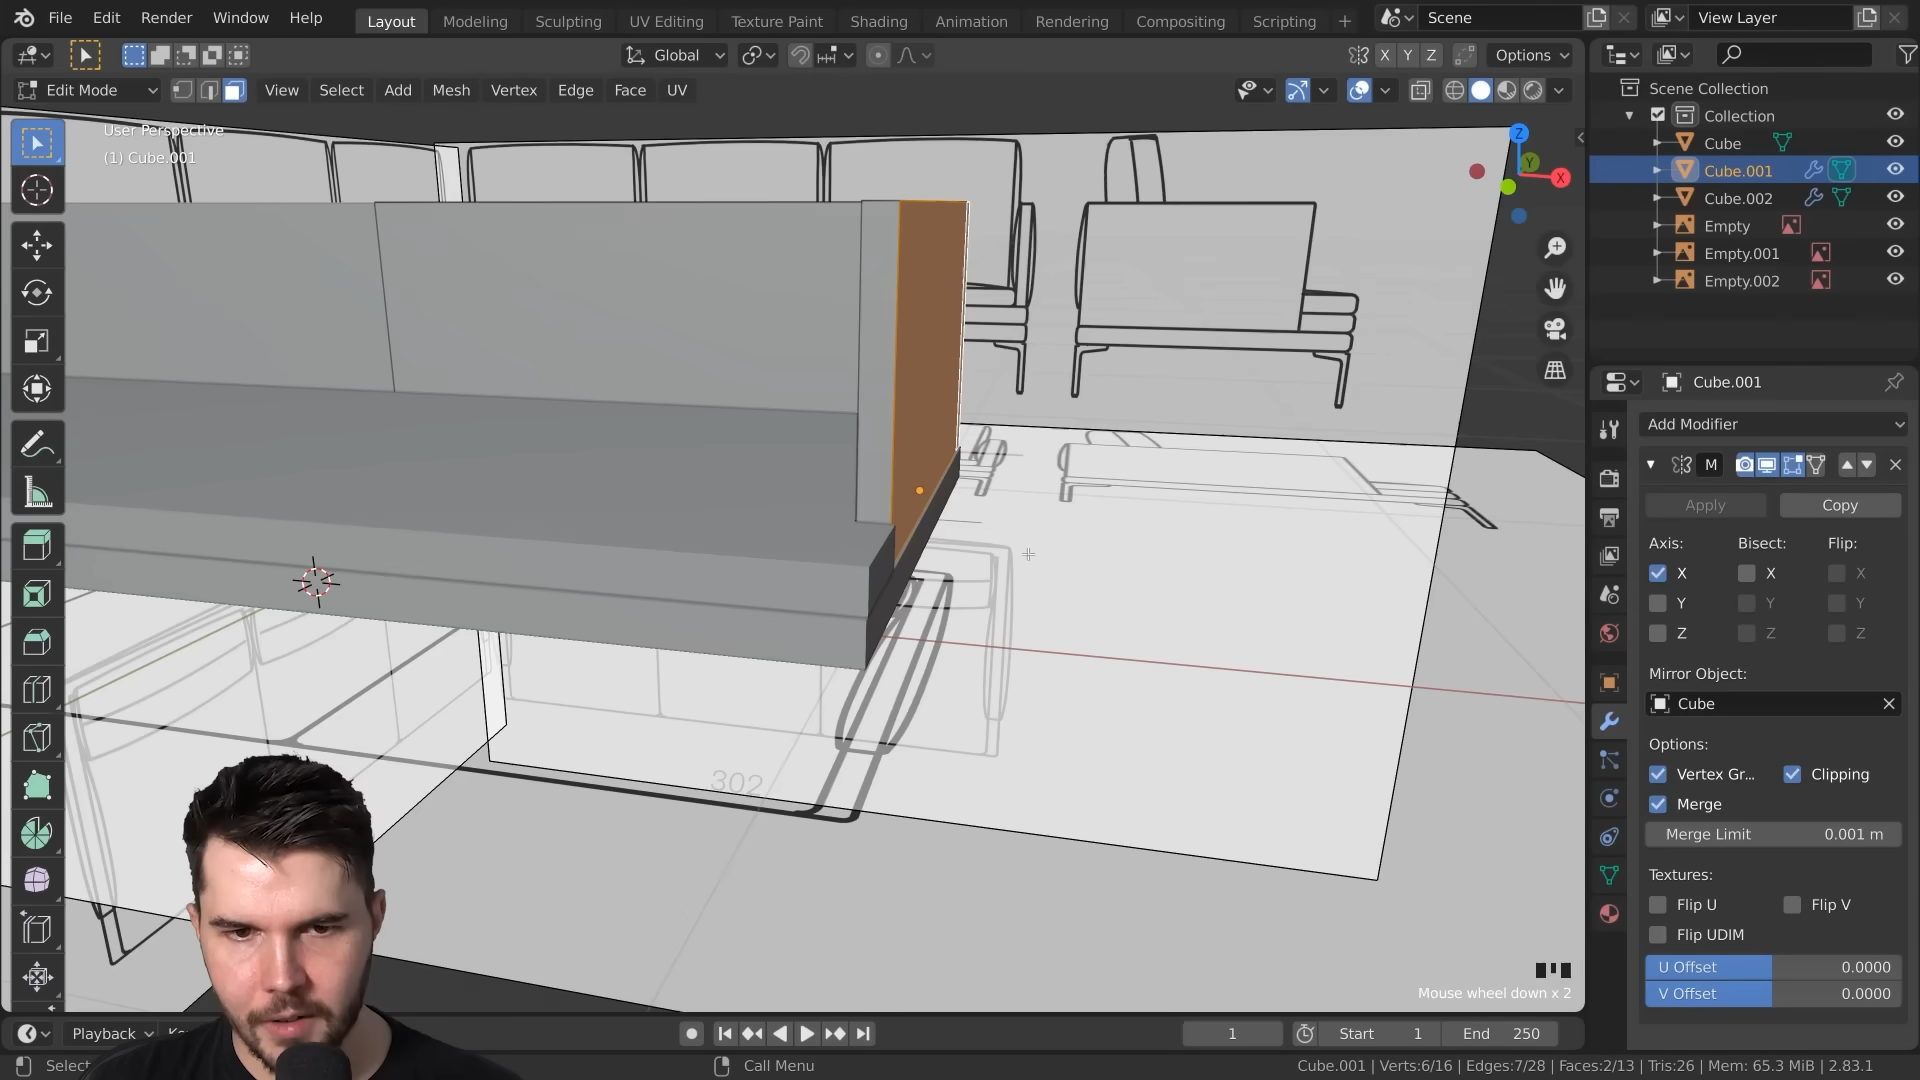 File Edit Render Window Help
Layout Modeling Sculpting UV Editing Texture Paint Shading Animation Rendering Compositing Scripting +
Scene
View Layer
Global
X Y Z
Options
Edit Mode
View Select Add Mesh Vertex Edge Face UV
User Perspective
(1) Cube.001
Z
Y
X
302
Mouse wheel down x 2
Scene Collection
Collection
Cube
Cube.001
Cube.002
Empty
Empty.001
Empty.002
Cube.001
Add Modifier
M
Apply Copy
Axis: Bisect: Flip:
X X X
Y Y Y
Z Z Z
Mirror Object:
Cube
Options:
Vertex Gr... Clipping
Merge
Merge Limit 0.001 m
Textures:
Flip U Flip V
Flip UDIM
U Offset 0.0000
V Offset 0.0000
Playback
1
Start 1
End 250
Select
Call Menu
Cube.001 | Verts:6/16 | Edges:7/28 | Faces:2/13 | Tris:26 | Mem: 65.3 MiB | 2.83.1